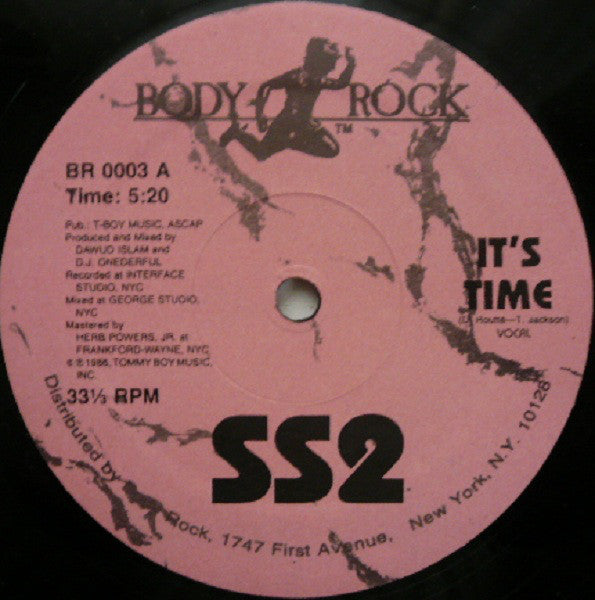 BODY ROCK
TM
BR 0003 A
Time: 5:20
Pub.: T-BOY MUSIC, ASCAP
Produced and Mixed by
DAWUD ISLAM and
D.J. ONEDERFUL
Recorded at INTERFACE
STUDIO, NYC
Mixed at GEORGE STUDIO,
NYC
Mastered by
HERB POWERS, JR. at
FRANKFORD-WAYNE, NYC
© ℗ 1986, TOMMY BOY MUSIC,
INC.
33⅓ RPM
IT'S
TIME
Houtts—T. Jackson)
VOCAL
SS2
Distributed by Rock, 1747 First Avenue, New York, N.Y. 10128